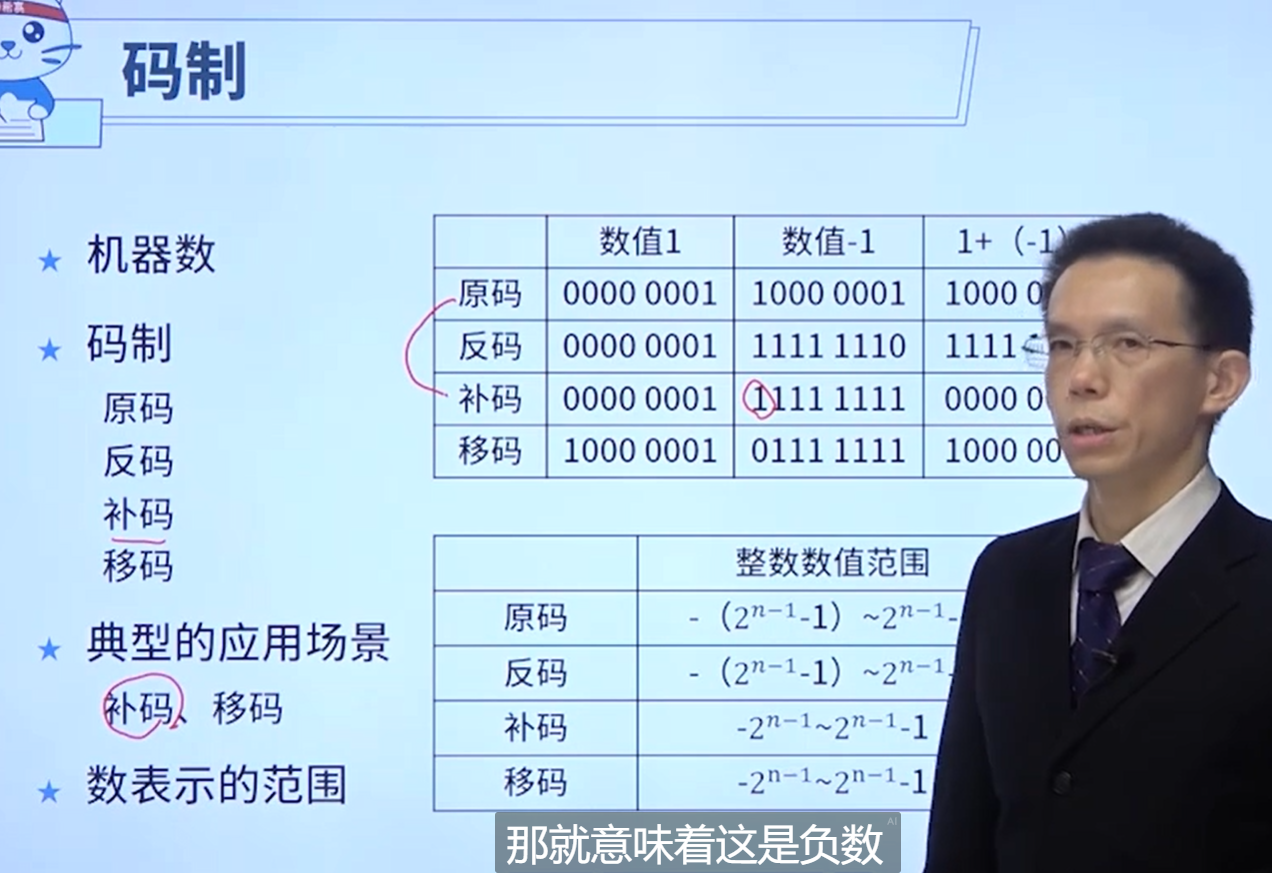 码制
机器数
码制
原码
反码
补码
移码
典型的应用场景
补码、移码
数表示的范围
数值1 数值-1 1+（-1）
原码 0000 0001 1000 0001 1000 0
反码 0000 0001 1111 1110 1111
补码 0000 0001 1111 1111 0000 0
移码 1000 0001 0111 1111 1000 00
整数数值范围
原码 -（2ⁿ⁻¹-1）~2ⁿ⁻¹-
反码 -（2ⁿ⁻¹-1）~2ⁿ⁻¹-
补码 -2ⁿ⁻¹~2ⁿ⁻¹-1
移码 -2ⁿ⁻¹~2ⁿ⁻¹-1
AI
那就意味着这是负数